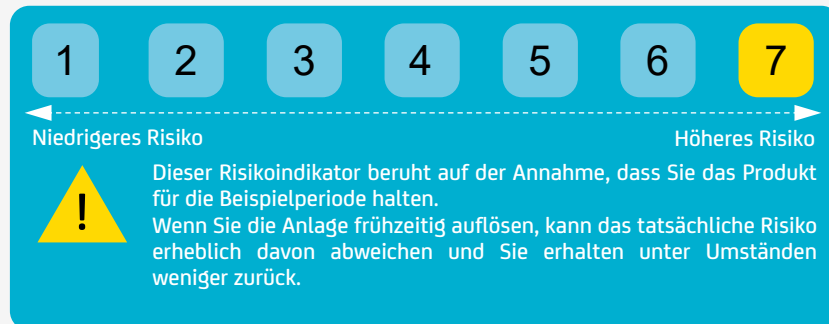 1 2 3 4 5 6 7
Niedrigeres Risiko Höheres Risiko
!
Dieser Risikoindikator beruht auf der Annahme, dass Sie das Produkt
für die Beispielperiode halten.
Wenn Sie die Anlage frühzeitig auflösen, kann das tatsächliche Risiko
erheblich davon abweichen und Sie erhalten unter Umständen
weniger zurück.